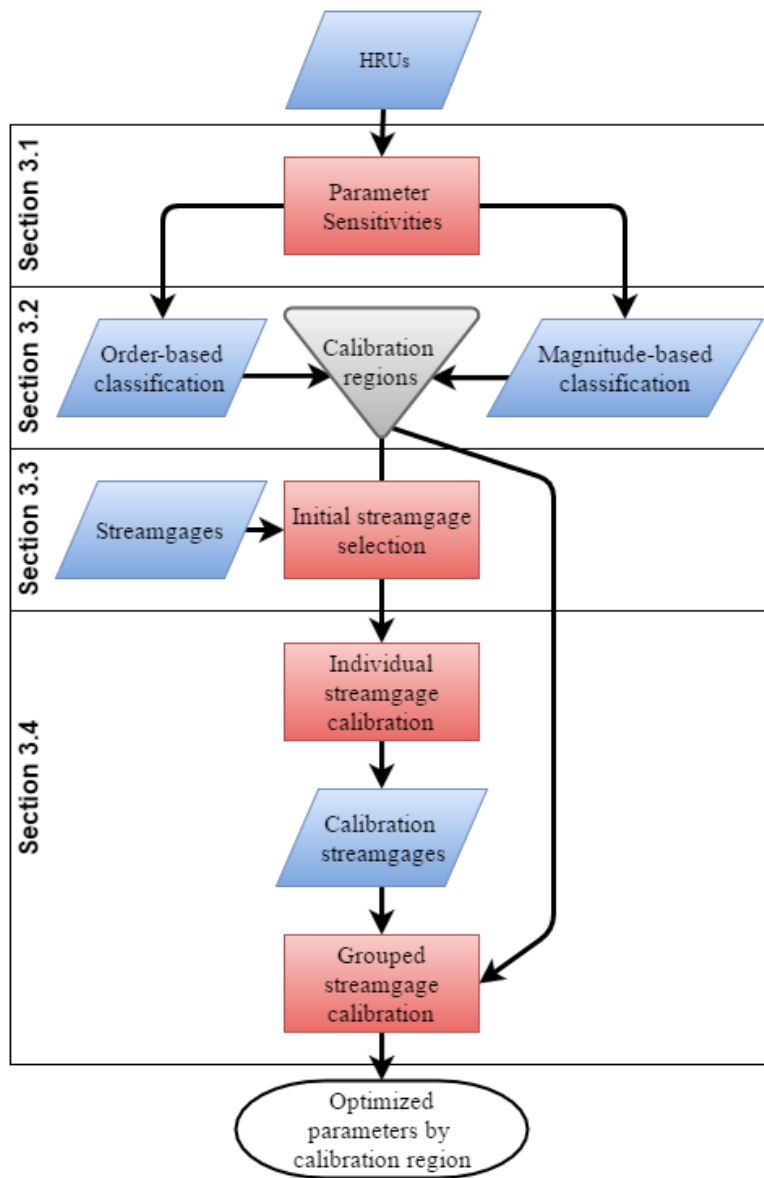 HRUs
Section 3.1
Parameter
Sensitivities
Section 3.2
Order-based
classification
Calibration
regions
Magnitude-based
classification
Section 3.3
Streamgages
Initial streamgage
selection
Section 3.4
Individual
streamgage
calibration
Calibration
streamgages
Grouped
streamgage
calibration
Optimized
parameters by
calibration region